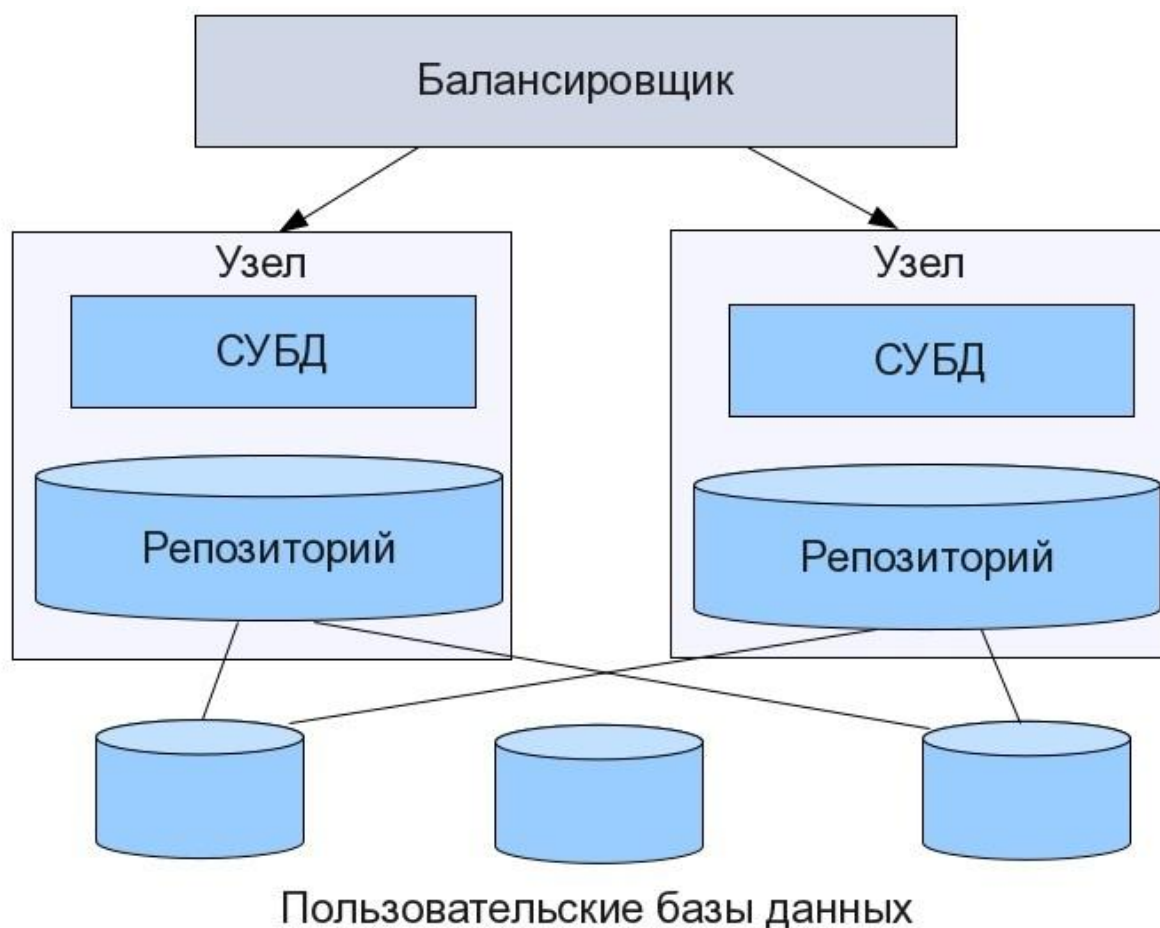 Балансировщик
Узел
Узел
СУБД
СУБД
Репозиторий
Репозиторий
Пользовательские базы данных